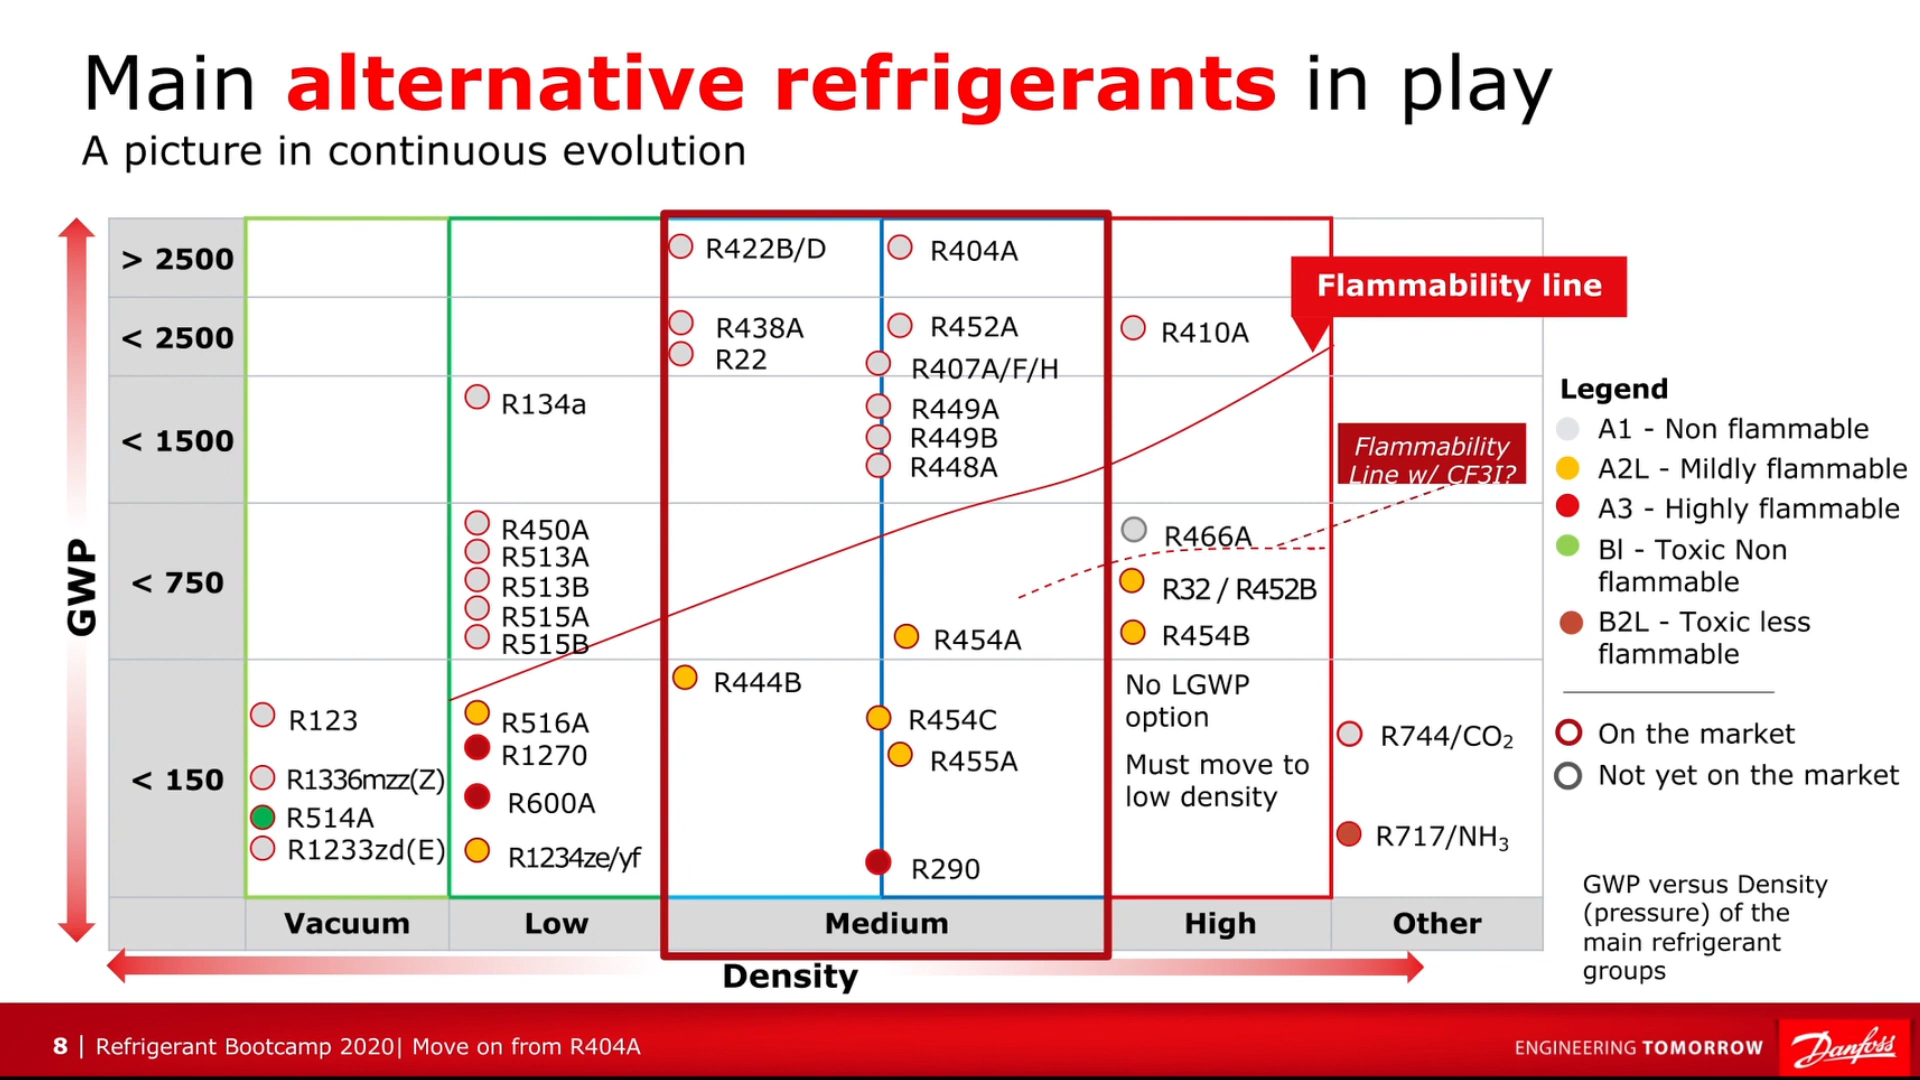 Main alternative refrigerants in play
A picture in continuous evolution
GWP
> 2500
R422B/D
R404A
Flammability line
< 2500
R438A
R22
R452A
R407A/F/H
R410A
< 1500
R134a
R449A
R449B
R448A
Flammability
Line w/ CF3I?
< 750
R450A
R513A
R513B
R515A
R515B
R454A
R466A
R32 / R452B
R454B
< 150
R123
R1336mzz(Z)
R514A
R1233zd(E)
R516A
R1270
R600A
R1234ze/yf
R444B
R454C
R455A
R290
No LGWP
option
Must move to
low density
R744/CO₂
R717/NH₃
Vacuum
Low
Medium
High
Other
Density
Legend
A1 - Non flammable
A2L - Mildly flammable
A3 - Highly flammable
Bl - Toxic Non
flammable
B2L - Toxic less
flammable
On the market
Not yet on the market
GWP versus Density
(pressure) of the
main refrigerant
groups
8 | Refrigerant Bootcamp 2020| Move on from R404A
ENGINEERING TOMORROW
Danfoss